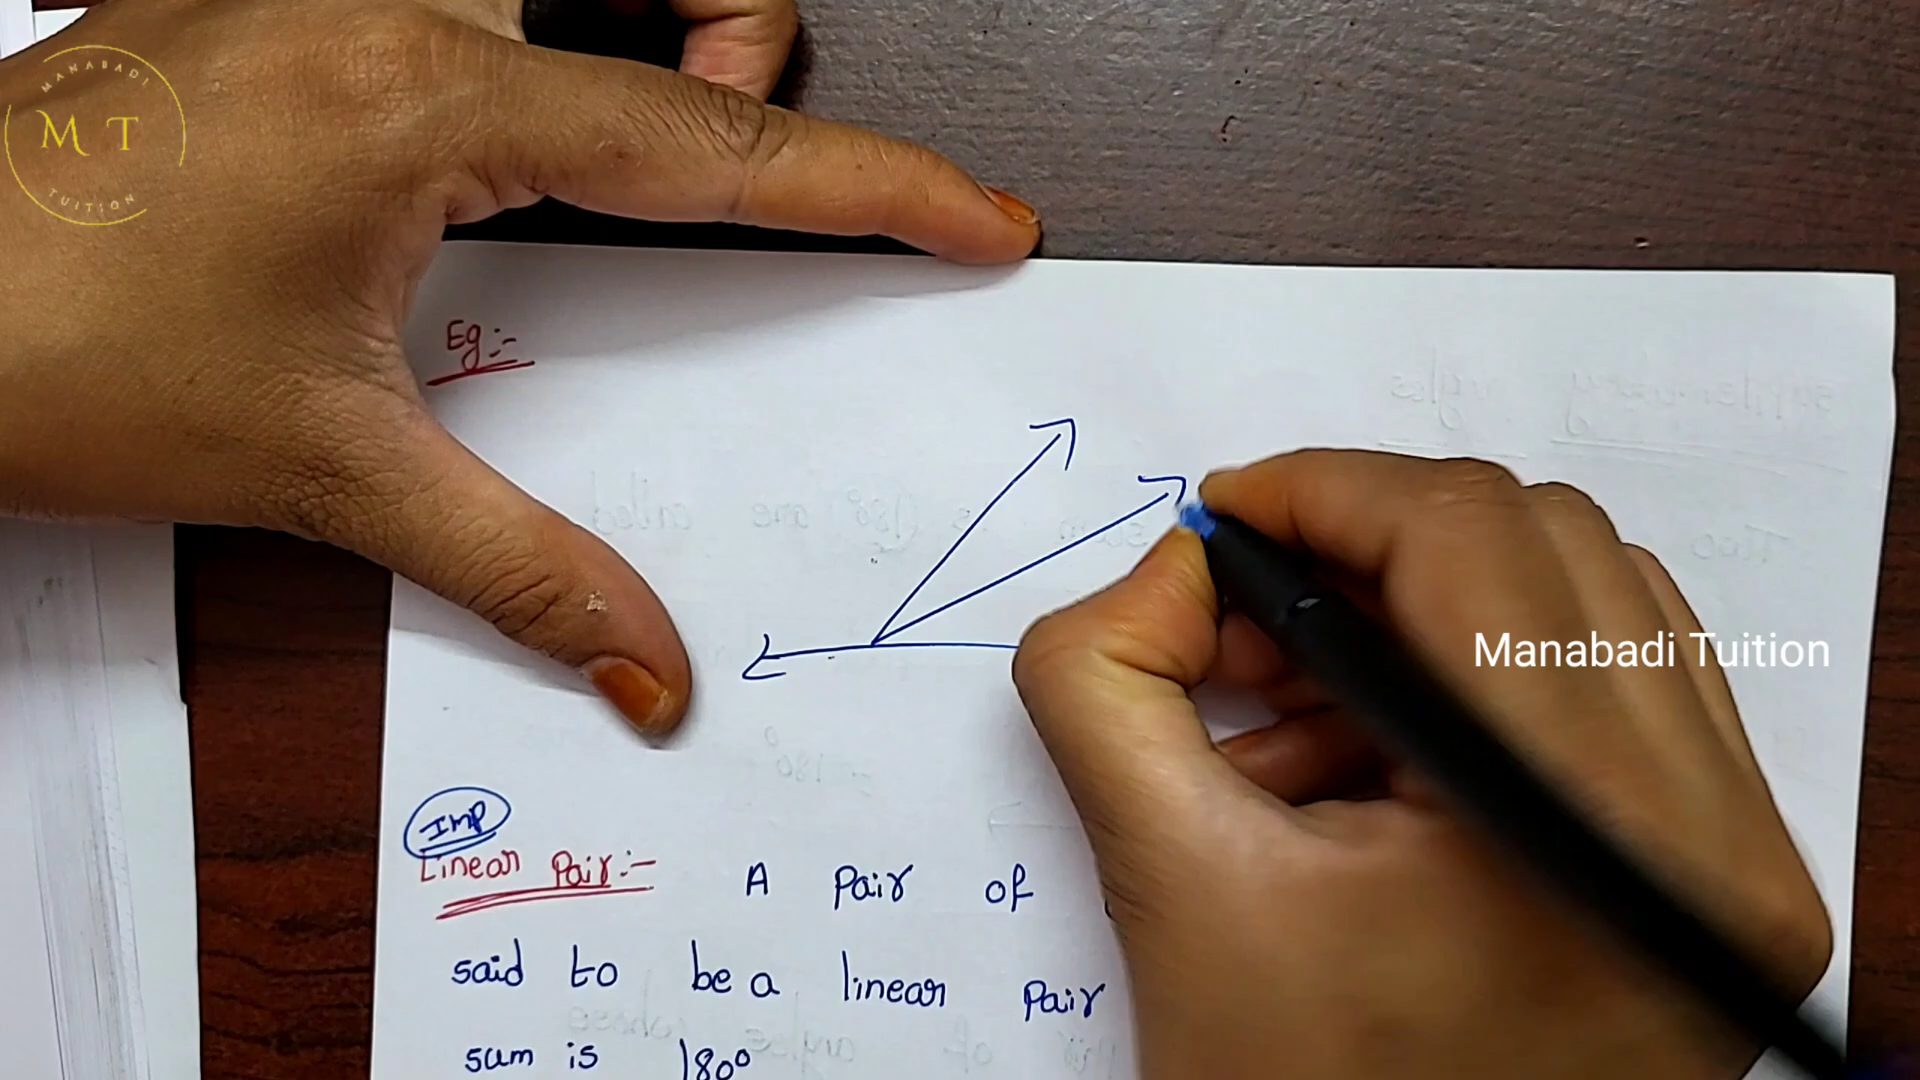 MANABADI
M T
TUITION
Eg:-
Manabadi Tuition
Imp
Linear Pair:- A Pair of
said to be a linear Pair
sum is 180°